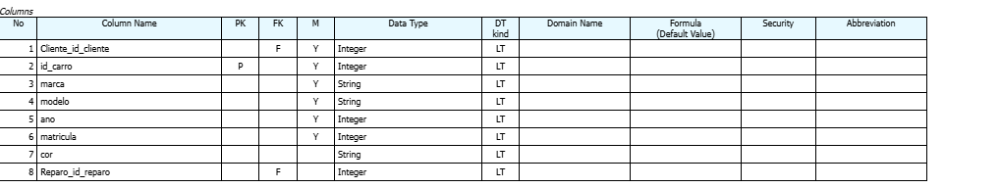 Columns
No Column Name PK FK M Data Type DT kind Domain Name Formula (Default Value) Security Abbreviation
1 Cliente_id_cliente F Y Integer LT
2 id_carro P Y Integer LT
3 marca Y String LT
4 modelo Y String LT
5 ano Y Integer LT
6 matricula Y Integer LT
7 cor String LT
8 Reparo_id_reparo F Integer LT